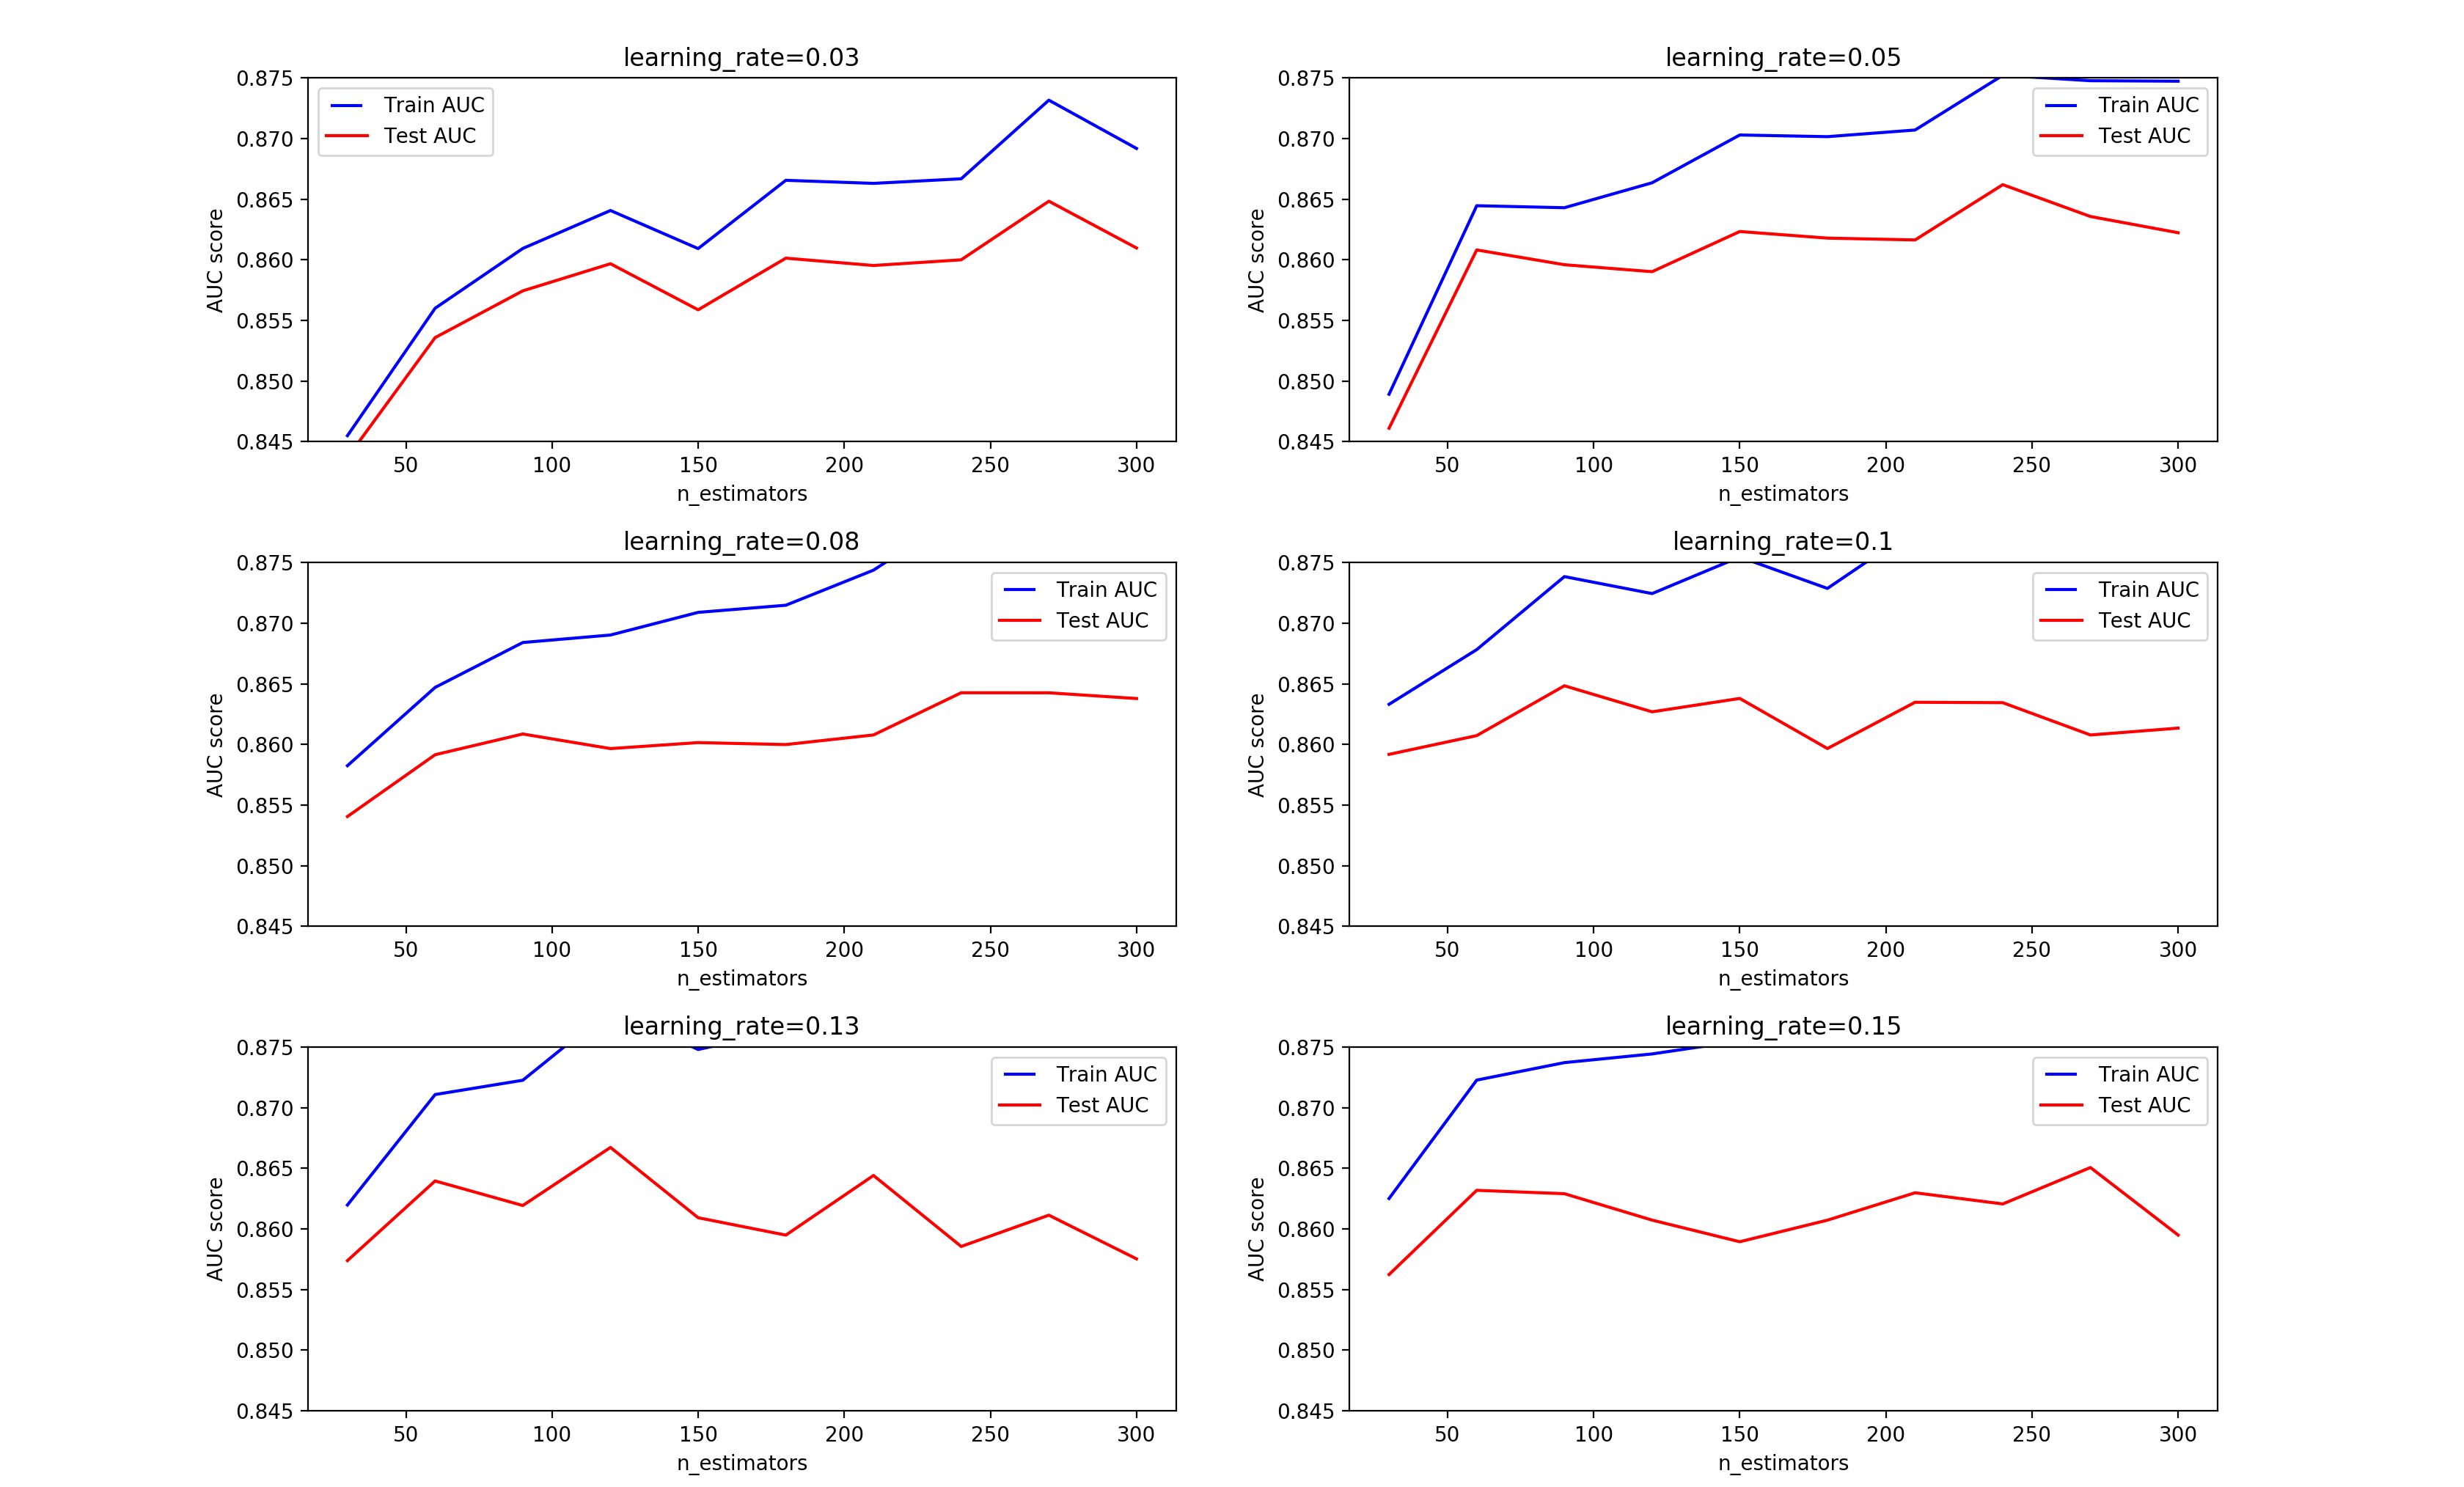 learning_rate=0.03
0.875
0.870
0.865
0.860
0.855
0.850
0.845
AUC score
Train AUC
Test AUC
50 100 150 200 250 300
n_estimators
learning_rate=0.05
0.875
0.870
0.865
0.860
0.855
0.850
0.845
AUC score
Train AUC
Test AUC
50 100 150 200 250 300
n_estimators
learning_rate=0.08
0.875
0.870
0.865
0.860
0.855
0.850
0.845
AUC score
Train AUC
Test AUC
50 100 150 200 250 300
n_estimators
learning_rate=0.1
0.875
0.870
0.865
0.860
0.855
0.850
0.845
AUC score
Train AUC
Test AUC
50 100 150 200 250 300
n_estimators
learning_rate=0.13
0.875
0.870
0.865
0.860
0.855
0.850
0.845
AUC score
Train AUC
Test AUC
50 100 150 200 250 300
n_estimators
learning_rate=0.15
0.875
0.870
0.865
0.860
0.855
0.850
0.845
AUC score
Train AUC
Test AUC
50 100 150 200 250 300
n_estimators